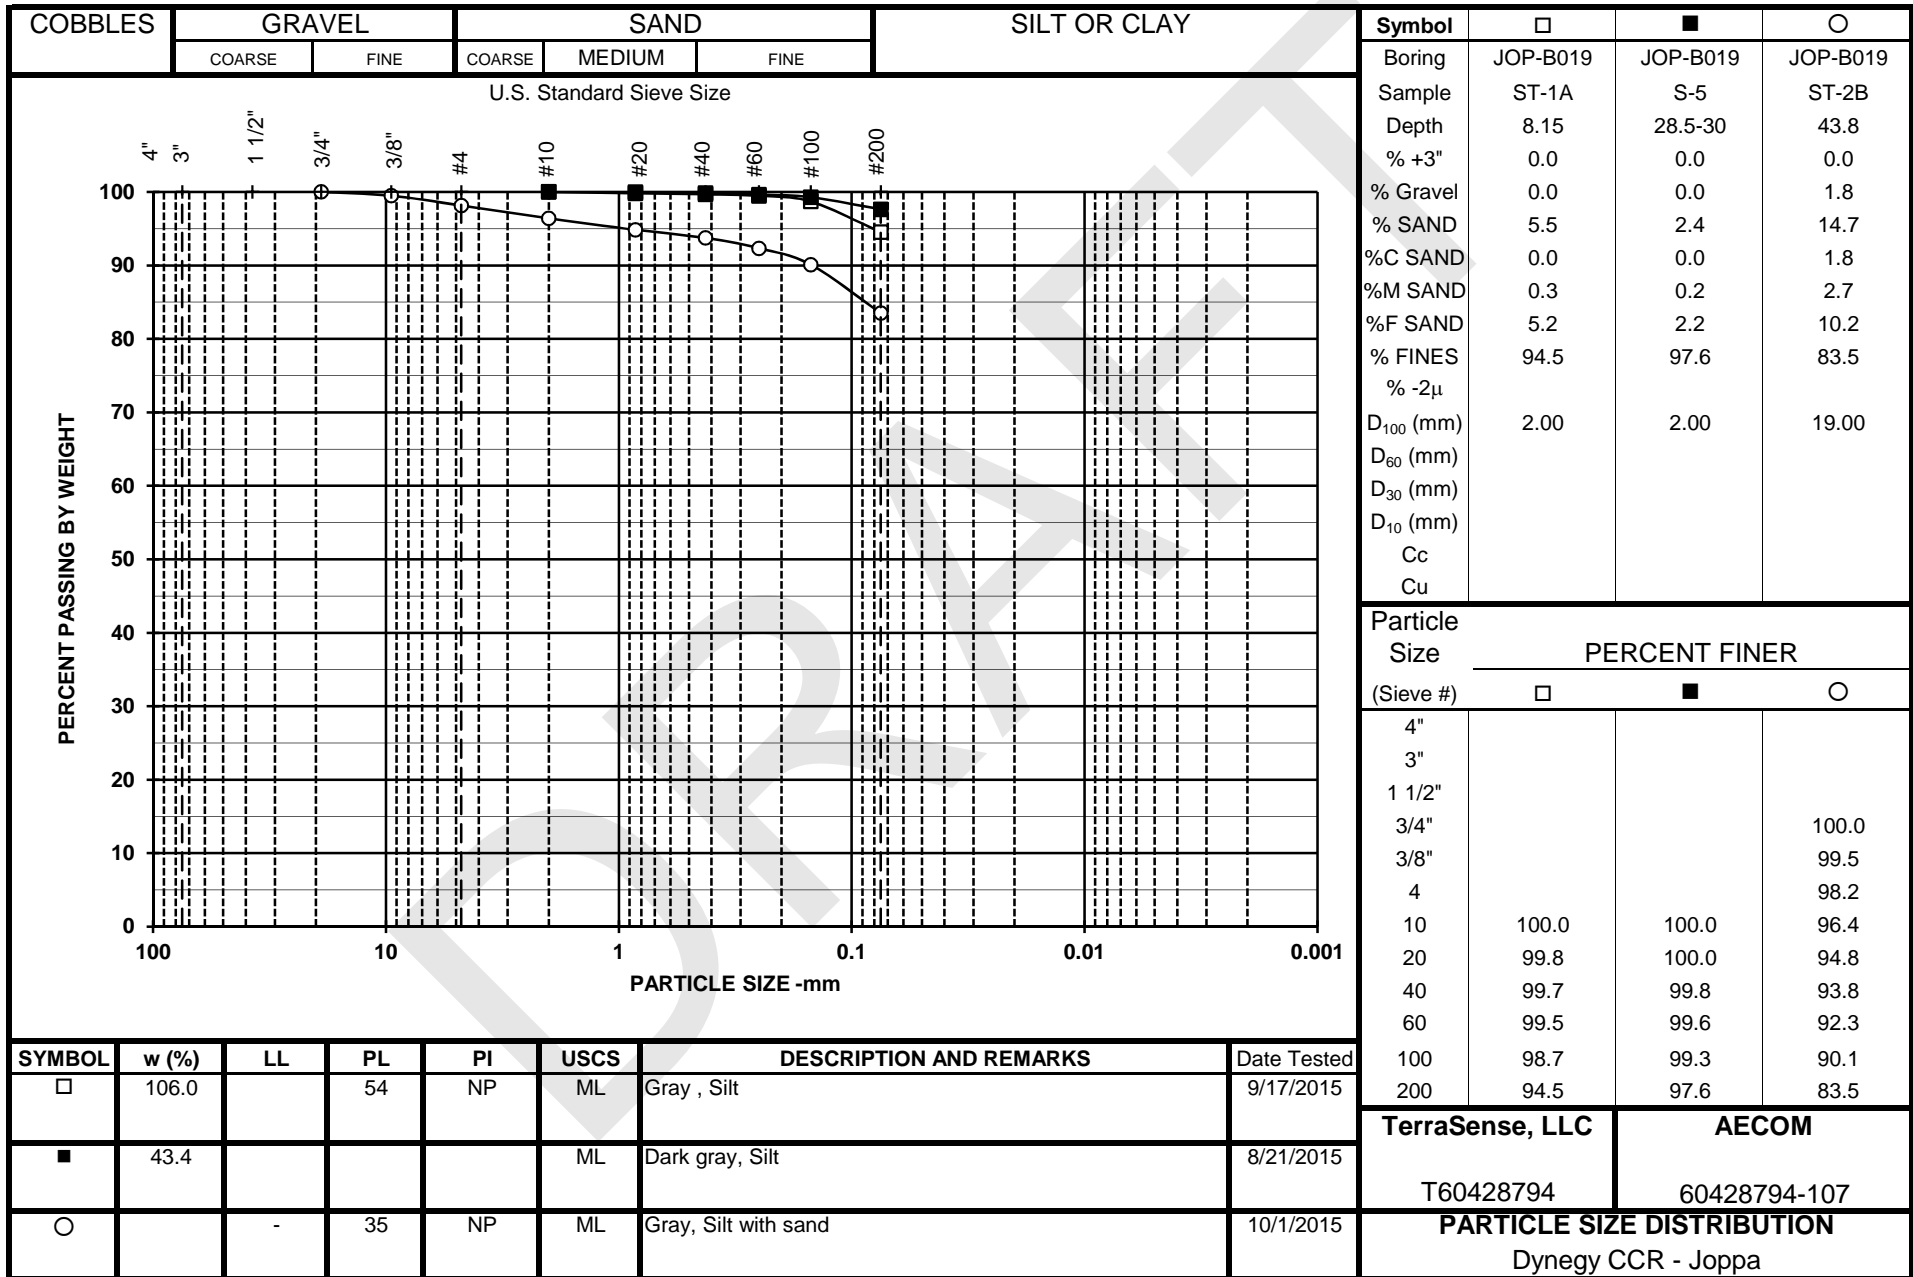 COBBLES GRAVEL SAND SILT OR CLAY
COARSE FINE COARSE MEDIUM FINE
U.S. Standard Sieve Size
4" 3" 1 1/2" 3/4" 3/8" #4 #10 #20 #40 #60 #100 #200
PERCENT PASSING BY WEIGHT
100
90
80
70
60
50
40
30
20
10
0
100 10 1 0.1 0.01 0.001
PARTICLE SIZE -mm
DRAFT
Symbol □ ■ ○
Boring JOP-B019 JOP-B019 JOP-B019
Sample ST-1A S-5 ST-2B
Depth 8.15 28.5-30 43.8
% +3" 0.0 0.0 0.0
% Gravel 0.0 0.0 1.8
% SAND 5.5 2.4 14.7
%C SAND 0.0 0.0 1.8
%M SAND 0.3 0.2 2.7
%F SAND 5.2 2.2 10.2
% FINES 94.5 97.6 83.5
% -2µ
D100 (mm) 2.00 2.00 19.00
D60 (mm)
D30 (mm)
D10 (mm)
Cc
Cu
Particle
Size PERCENT FINER
(Sieve #) □ ■ ○
4"
3"
1 1/2"
3/4" 100.0
3/8" 99.5
4 98.2
10 100.0 100.0 96.4
20 99.8 100.0 94.8
40 99.7 99.8 93.8
60 99.5 99.6 92.3
100 98.7 99.3 90.1
200 94.5 97.6 83.5
SYMBOL w (%) LL PL PI USCS DESCRIPTION AND REMARKS Date Tested
□ 106.0 54 NP ML Gray , Silt 9/17/2015
■ 43.4 ML Dark gray, Silt 8/21/2015
○ - 35 NP ML Gray, Silt with sand 10/1/2015
TerraSense, LLC AECOM
T60428794 60428794-107
PARTICLE SIZE DISTRIBUTION
Dynegy CCR - Joppa